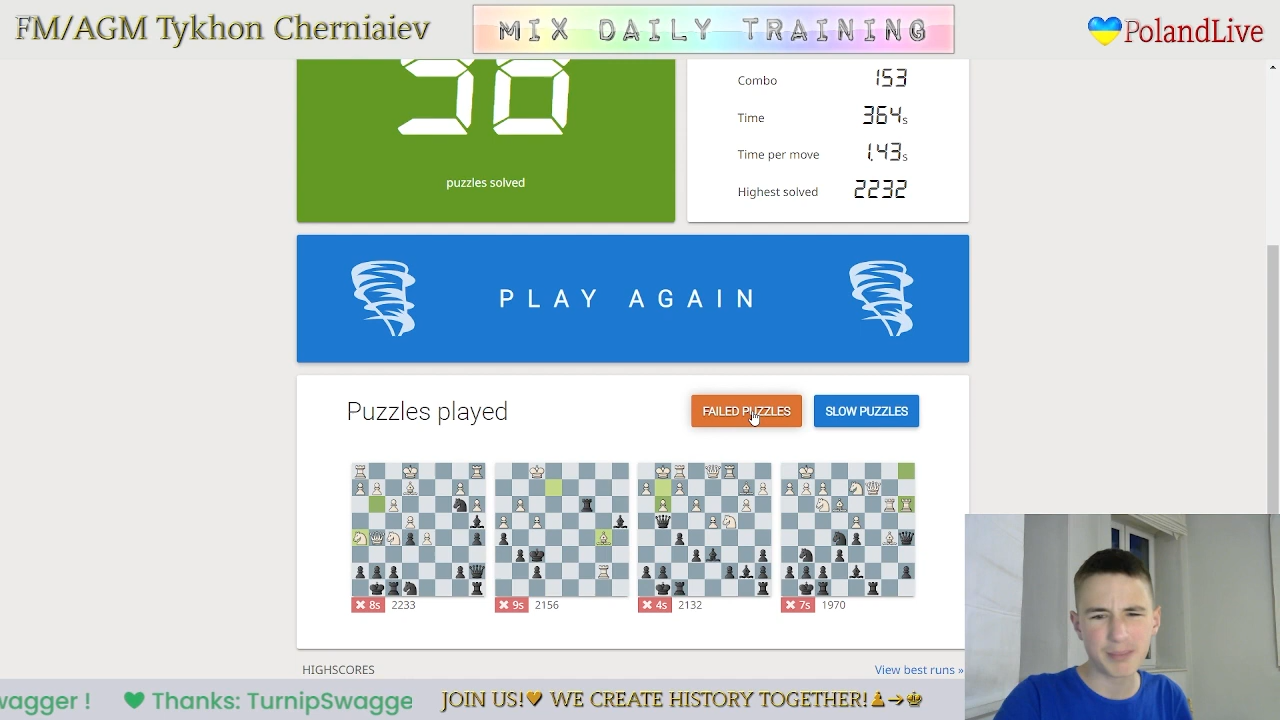 FM/AGM Tykhon Cherniaiev
MIX DAILY TRAINING
PolandLive
58
puzzles solved
Combo 153
Time 364s
Time per move 1.43s
Highest solved 2232
PLAY AGAIN
Puzzles played
FAILED PUZZLES
SLOW PUZZLES
8s 2233
9s 2156
4s 2132
7s 1970
HIGHSCORES
View best runs »
wagger !
Thanks: TurnipSwagge
JOIN US! WE CREATE HISTORY TOGETHER!